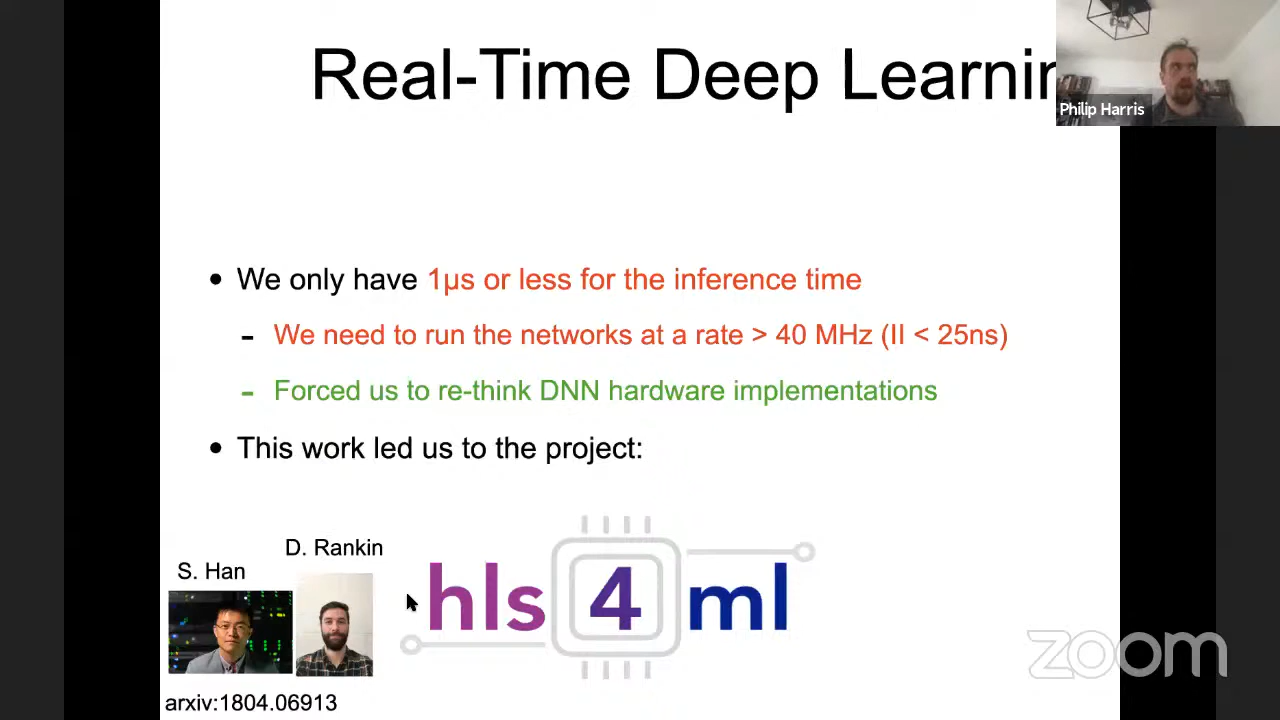 Real-Time Deep Learnin
Philip Harris
• We only have 1μs or less for the inference time
- We need to run the networks at a rate > 40 MHz (II < 25ns)
- Forced us to re-think DNN hardware implementations
• This work led us to the project:
D. Rankin
S. Han
hls 4 ml
zoom
arxiv:1804.06913